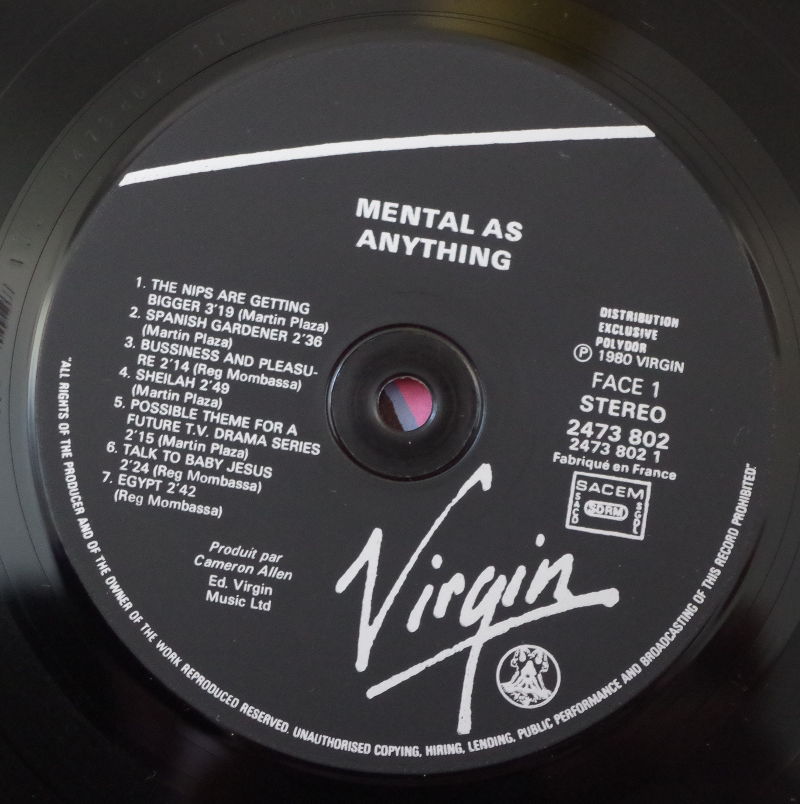 MENTAL AS
ANYTHING
1. THE NIPS ARE GETTING
BIGGER 3'19 (Martin Plaza)
2. SPANISH GARDENER 2'36
(Martin Plaza)
3. BUSSINESS AND PLEASU-
RE 2'14 (Reg Mombassa)
4. SHEILAH 2'49
(Martin Plaza)
5. POSSIBLE THEME FOR A
FUTURE T.V. DRAMA SERIES
2'15 (Martin Plaza)
6. TALK TO BABY JESUS
2'24 (Reg Mombassa)
7. EGYPT 2'42
(Reg Mombassa)
Produit par
Cameron Allen
Ed. Virgin
Music Ltd
DISTRIBUTION
EXCLUSIVE
POLYDOR
Ⓟ 1980 VIRGIN
FACE 1
STEREO
2473 802
2473 802 1
Fabriqué en France
SACEM
SACD
SDRM
SGDL
Virgin
"ALL RIGHTS OF THE PRODUCER AND OF THE OWNER OF THE WORK REPRODUCED RESERVED. UNAUTHORISED COPYING, HIRING, LENDING, PUBLIC PERFORMANCE AND BROADCASTING OF THIS RECORD PROHIBITED."